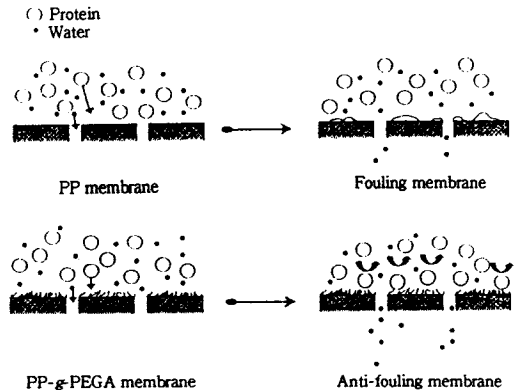 Protein
Water
PP membrane
Fouling membrane
PP-g-PEGA membrane
Anti-fouling membrane